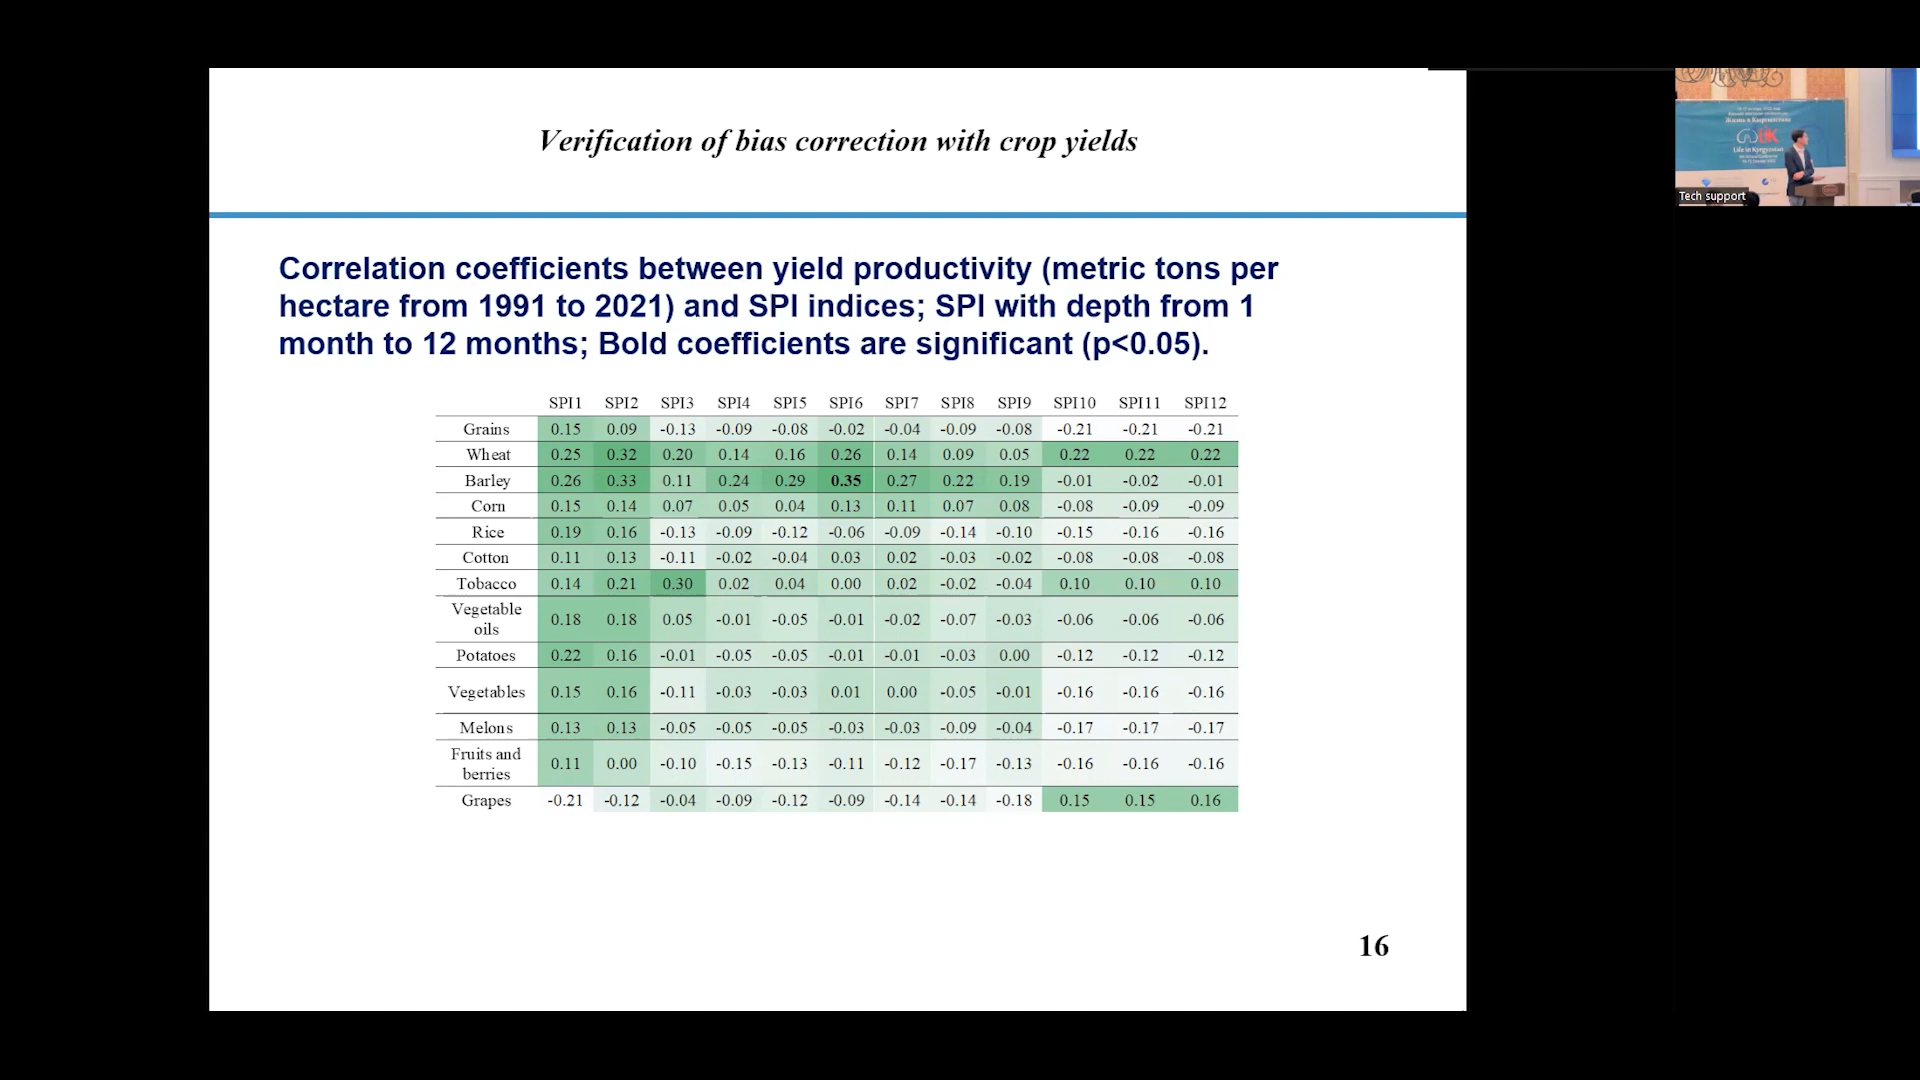 Verification of bias correction with crop yields
Correlation coefficients between yield productivity (metric tons per
hectare from 1991 to 2021) and SPI indices; SPI with depth from 1
month to 12 months; Bold coefficients are significant (p<0.05).
SPI1 SPI2 SPI3 SPI4 SPI5 SPI6 SPI7 SPI8 SPI9 SPI10 SPI11 SPI12
Grains 0.15 0.09 -0.13 -0.09 -0.08 -0.02 -0.04 -0.09 -0.08 -0.21 -0.21 -0.21
Wheat 0.25 0.32 0.20 0.14 0.16 0.26 0.14 0.09 0.05 0.22 0.22 0.22
Barley 0.26 0.33 0.11 0.24 0.29 0.35 0.27 0.22 0.19 -0.01 -0.02 -0.01
Corn 0.15 0.14 0.07 0.05 0.04 0.13 0.11 0.07 0.08 -0.08 -0.09 -0.09
Rice 0.19 0.16 -0.13 -0.09 -0.12 -0.06 -0.09 -0.14 -0.10 -0.15 -0.16 -0.16
Cotton 0.11 0.13 -0.11 -0.02 -0.04 0.03 0.02 -0.03 -0.02 -0.08 -0.08 -0.08
Tobacco 0.14 0.21 0.30 0.02 0.04 0.00 0.02 -0.02 -0.04 0.10 0.10 0.10
Vegetable
oils 0.18 0.18 0.05 -0.01 -0.05 -0.01 -0.02 -0.07 -0.03 -0.06 -0.06 -0.06
Potatoes 0.22 0.16 -0.01 -0.05 -0.05 -0.01 -0.01 -0.03 0.00 -0.12 -0.12 -0.12
Vegetables 0.15 0.16 -0.11 -0.03 -0.03 0.01 0.00 -0.05 -0.01 -0.16 -0.16 -0.16
Melons 0.13 0.13 -0.05 -0.05 -0.05 -0.03 -0.03 -0.09 -0.04 -0.17 -0.17 -0.17
Fruits and
berries 0.11 0.00 -0.10 -0.15 -0.13 -0.11 -0.12 -0.17 -0.13 -0.16 -0.16 -0.16
Grapes -0.21 -0.12 -0.04 -0.09 -0.12 -0.09 -0.14 -0.14 -0.18 0.15 0.15 0.16
16
Жизнь в Кыргызстане
Life in Kyrgyzstan
Tech support